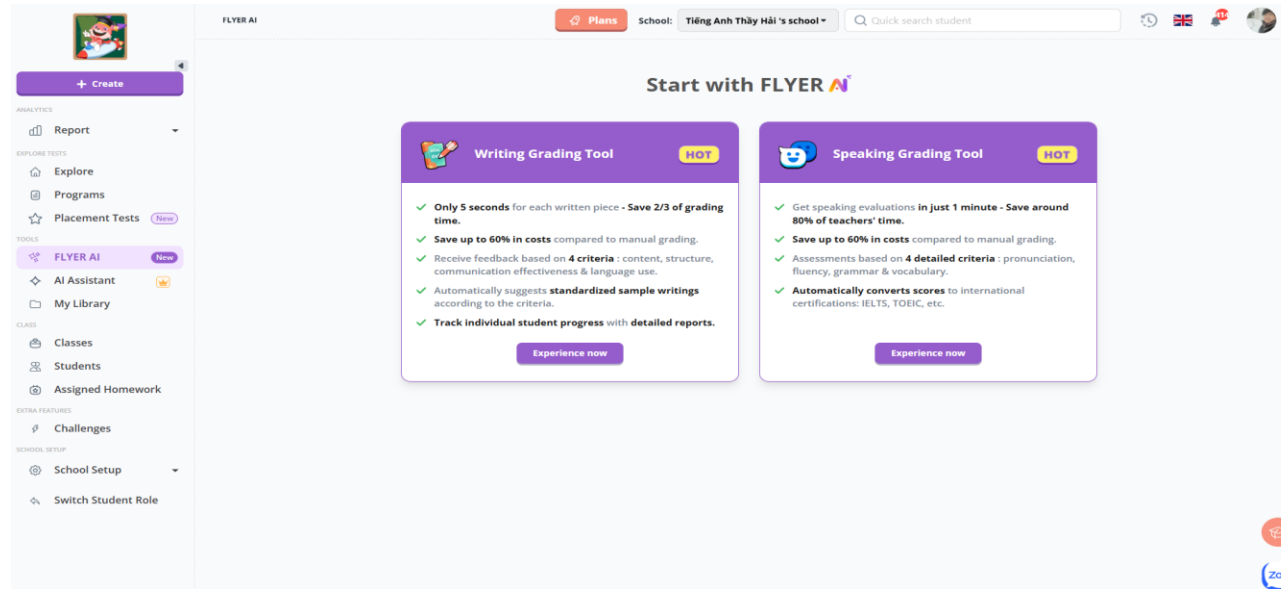 FLYER AI
Plans
School:
Tiếng Anh Thầy Hải 's school
Quick search student
+ Create
ANALYTICS
Report
EXPLORE TESTS
Explore
Programs
Placement Tests New
TOOLS
FLYER AI New
AI Assistant
My Library
CLASS
Classes
Students
Assigned Homework
EXTRA FEATURES
Challenges
SCHOOL SETUP
School Setup
Switch Student Role
Start with FLYER AI
Writing Grading Tool HOT
Only 5 seconds for each written piece - Save 2/3 of grading
time.
Save up to 60% in costs compared to manual grading.
Receive feedback based on 4 criteria : content, structure,
communication effectiveness & language use.
Automatically suggests standardized sample writings
according to the criteria.
Track individual student progress with detailed reports.
Experience now
Speaking Grading Tool HOT
Get speaking evaluations in just 1 minute - Save around
80% of teachers' time.
Save up to 60% in costs compared to manual grading.
Assessments based on 4 detailed criteria : pronunciation,
fluency, grammar & vocabulary.
Automatically converts scores to international
certifications: IELTS, TOEIC, etc.
Experience now